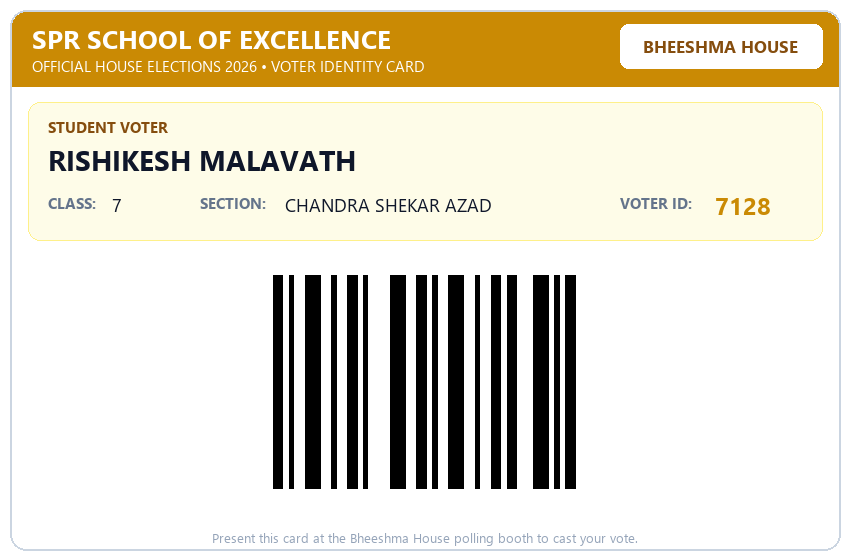 SPR SCHOOL OF EXCELLENCE
OFFICIAL HOUSE ELECTIONS 2026 • VOTER IDENTITY CARD
BHEESHMA HOUSE
STUDENT VOTER
RISHIKESH MALAVATH
CLASS: 7 SECTION: CHANDRA SHEKAR AZAD VOTER ID: 7128
Present this card at the Bheeshma House polling booth to cast your vote.